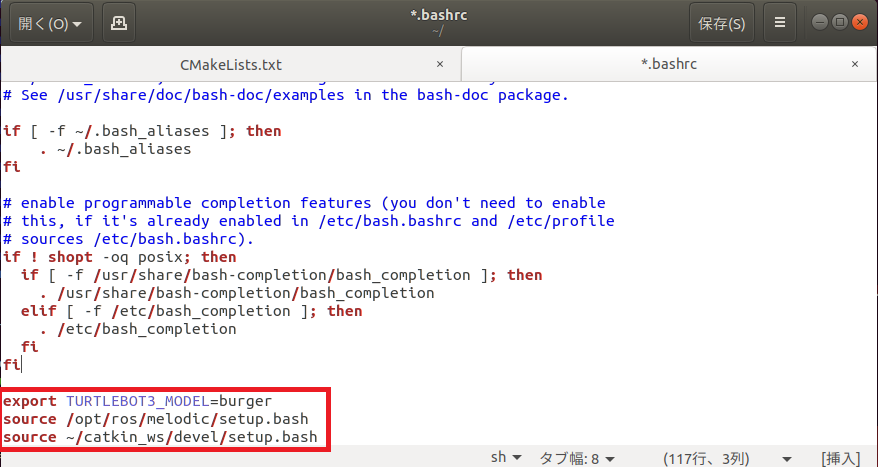 開く(O)
*.bashrc
~/
保存(S)
CMakeLists.txt ×
*.bashrc ×
# See /usr/share/doc/bash-doc/examples in the bash-doc package.
if [ -f ~/.bash_aliases ]; then
    . ~/.bash_aliases
fi
# enable programmable completion features (you don't need to enable
# this, if it's already enabled in /etc/bash.bashrc and /etc/profile
# sources /etc/bash.bashrc).
if ! shopt -oq posix; then
  if [ -f /usr/share/bash-completion/bash_completion ]; then
    . /usr/share/bash-completion/bash_completion
  elif [ -f /etc/bash_completion ]; then
    . /etc/bash_completion
  fi
fi
export TURTLEBOT3_MODEL=burger
source /opt/ros/melodic/setup.bash
source ~/catkin_ws/devel/setup.bash
sh タブ幅: 8 (117行、3列) [挿入]